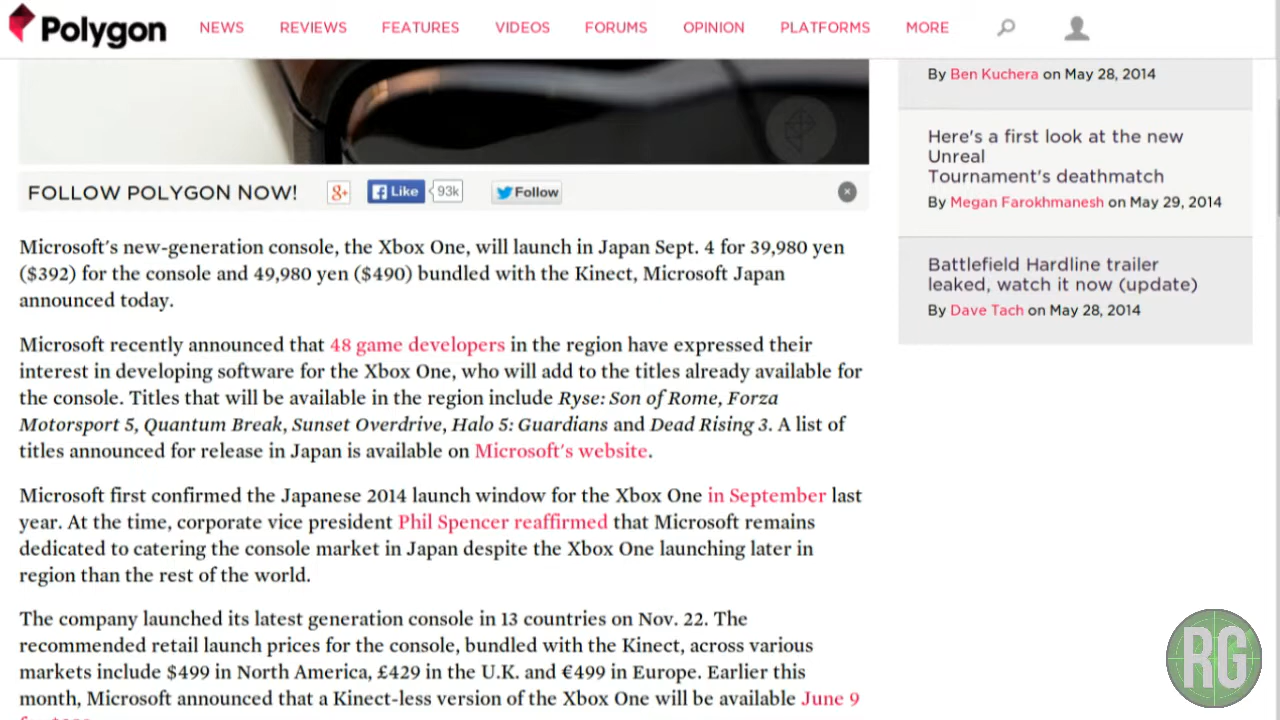 Polygon
NEWS REVIEWS FEATURES VIDEOS FORUMS OPINION PLATFORMS MORE
FOLLOW POLYGON NOW! g+ Like 93k Follow
Microsoft's new-generation console, the Xbox One, will launch in Japan Sept. 4 for 39,980 yen
($392) for the console and 49,980 yen ($490) bundled with the Kinect, Microsoft Japan
announced today.
Microsoft recently announced that 48 game developers in the region have expressed their
interest in developing software for the Xbox One, who will add to the titles already available for
the console. Titles that will be available in the region include Ryse: Son of Rome, Forza
Motorsport 5, Quantum Break, Sunset Overdrive, Halo 5: Guardians and Dead Rising 3. A list of
titles announced for release in Japan is available on Microsoft's website.
Microsoft first confirmed the Japanese 2014 launch window for the Xbox One in September last
year. At the time, corporate vice president Phil Spencer reaffirmed that Microsoft remains
dedicated to catering the console market in Japan despite the Xbox One launching later in
region than the rest of the world.
The company launched its latest generation console in 13 countries on Nov. 22. The
recommended retail launch prices for the console, bundled with the Kinect, across various
markets include $499 in North America, £429 in the U.K. and €499 in Europe. Earlier this
month, Microsoft announced that a Kinect-less version of the Xbox One will be available June 9
By Ben Kuchera on May 28, 2014
Here's a first look at the new
Unreal
Tournament's deathmatch
By Megan Farokhmanesh on May 29, 2014
Battlefield Hardline trailer
leaked, watch it now (update)
By Dave Tach on May 28, 2014
RG